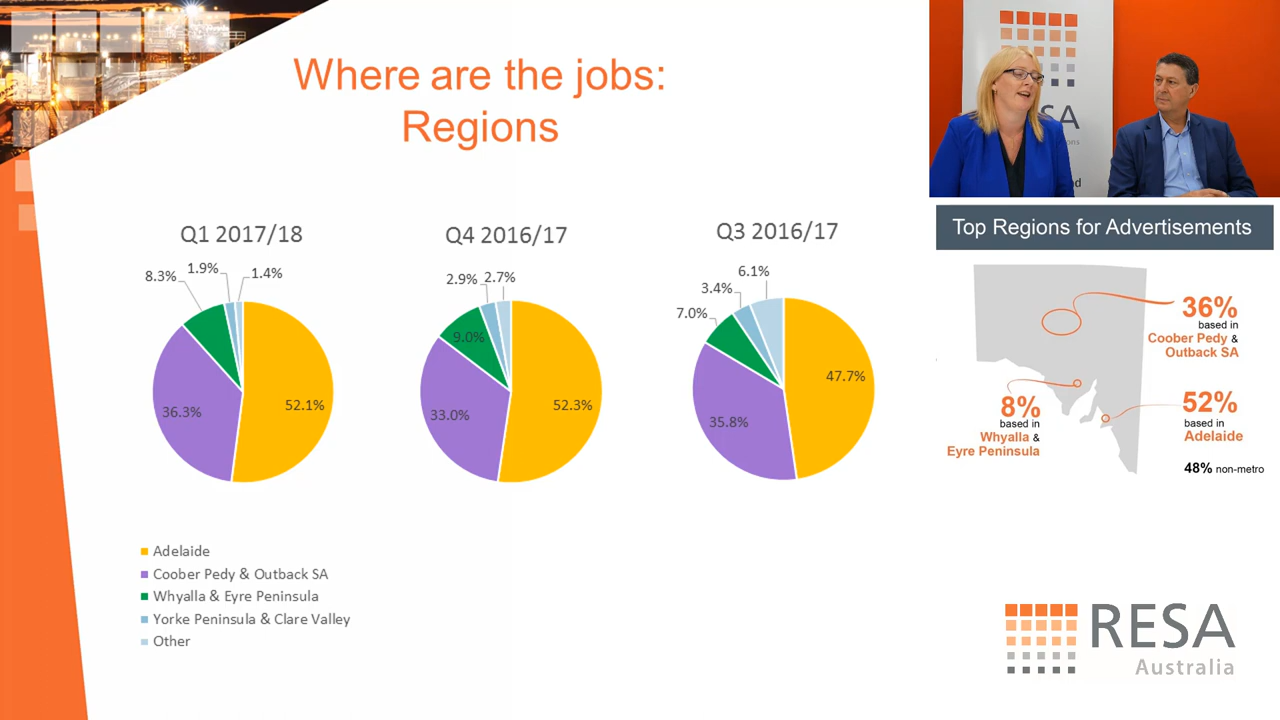 Where are the jobs:
Regions
Q1 2017/18
8.3%
1.9%
1.4%
36.3%
52.1%
Q4 2016/17
2.9%
2.7%
9.0%
33.0%
52.3%
Q3 2016/17
6.1%
3.4%
7.0%
47.7%
35.8%
Adelaide
Coober Pedy & Outback SA
Whyalla & Eyre Peninsula
Yorke Peninsula & Clare Valley
Other
Top Regions for Advertisements
36%
based in
Coober Pedy &
Outback SA
8%
based in
Whyalla &
Eyre Peninsula
52%
based in
Adelaide
48% non-metro
RESA
Australia